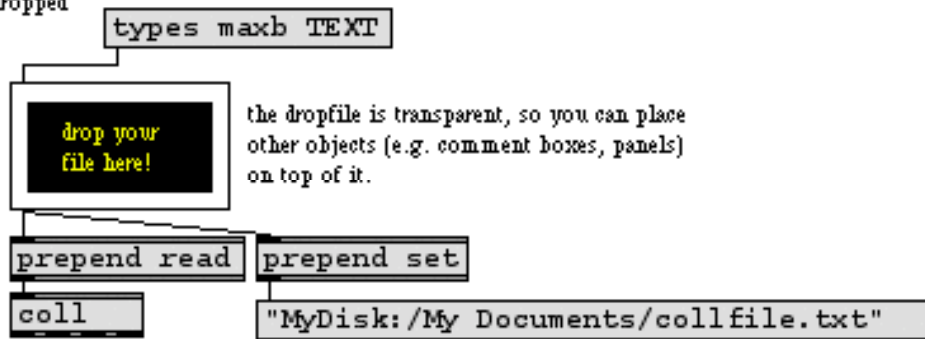 types maxb TEXT
drop your
file here!
the dropfile is transparent, so you can place
other objects (e.g. comment boxes, panels)
on top of it.
prepend read
prepend set
coll
"MyDisk:/My Documents/collfile.txt"